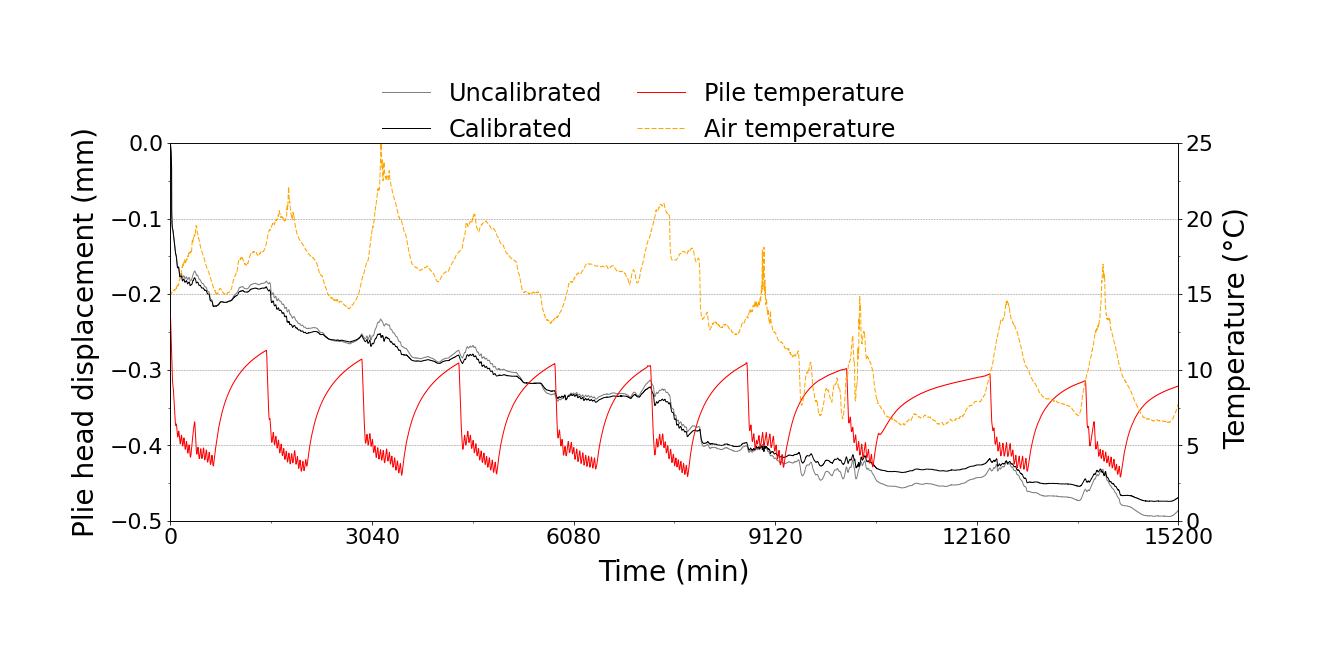 Uncalibrated
Pile temperature
Calibrated
Air temperature
0.0
25
−0.1
20
−0.2
15
−0.3
10
−0.4
5
−0.5
0
Plie head displacement (mm)
Temperature (°C)
0
3040
6080
9120
12160
15200
Time (min)